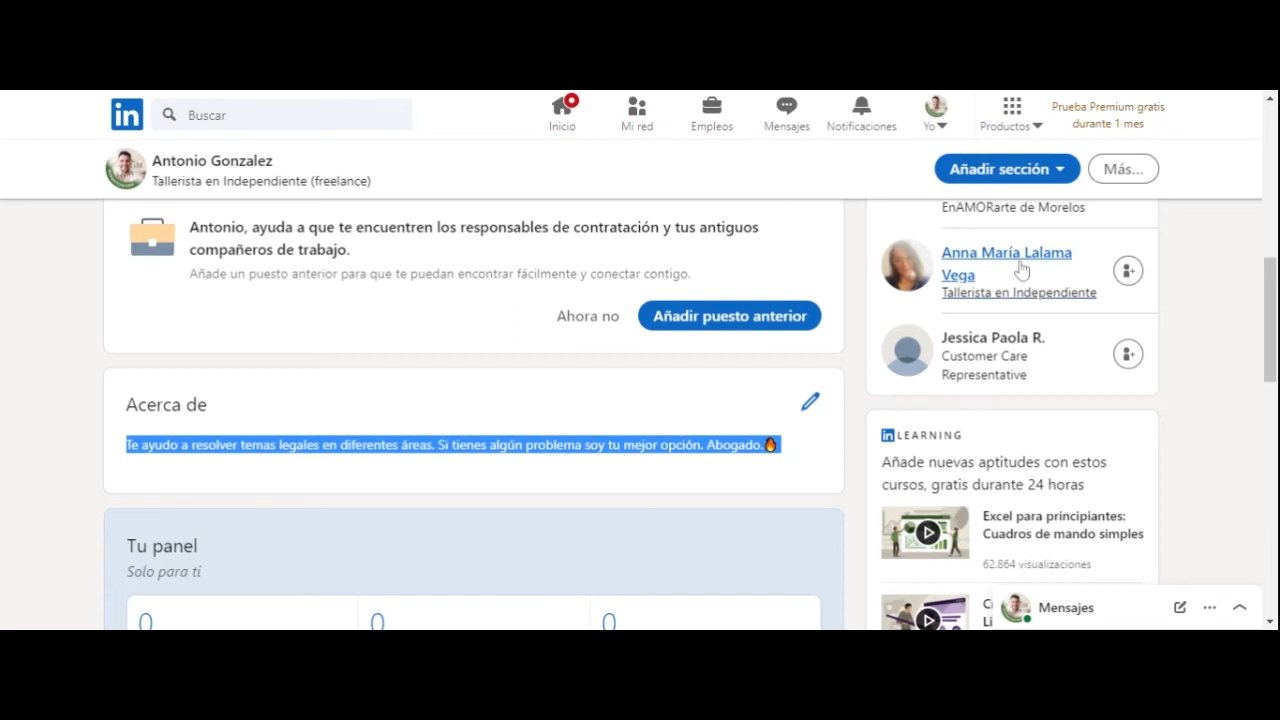 in
Buscar
Inicio
Mi red
Empleos
Mensajes
Notificaciones
Yo
Productos
Prueba Premium gratis
durante 1 mes
Antonio Gonzalez
Tallerista en Independiente (freelance)
Añadir sección
Más...
Antonio, ayuda a que te encuentren los responsables de contratación y tus antiguos
compañeros de trabajo.
Añade un puesto anterior para que te puedan encontrar fácilmente y conectar contigo.
Ahora no
Añadir puesto anterior
Acerca de
Te ayudo a resolver temas legales en diferentes áreas. Si tienes algún problema soy tu mejor opción. Abogado.🔥
Tu panel
Solo para ti
0
0
0
EnAMORarte de Morelos
Anna María Lalama
Vega
Tallerista en Independiente
Jessica Paola R.
Customer Care
Representative
in LEARNING
Añade nuevas aptitudes con estos
cursos, gratis durante 24 horas
Excel para principiantes:
Cuadros de mando simples
62.864 visualizaciones
Mensajes